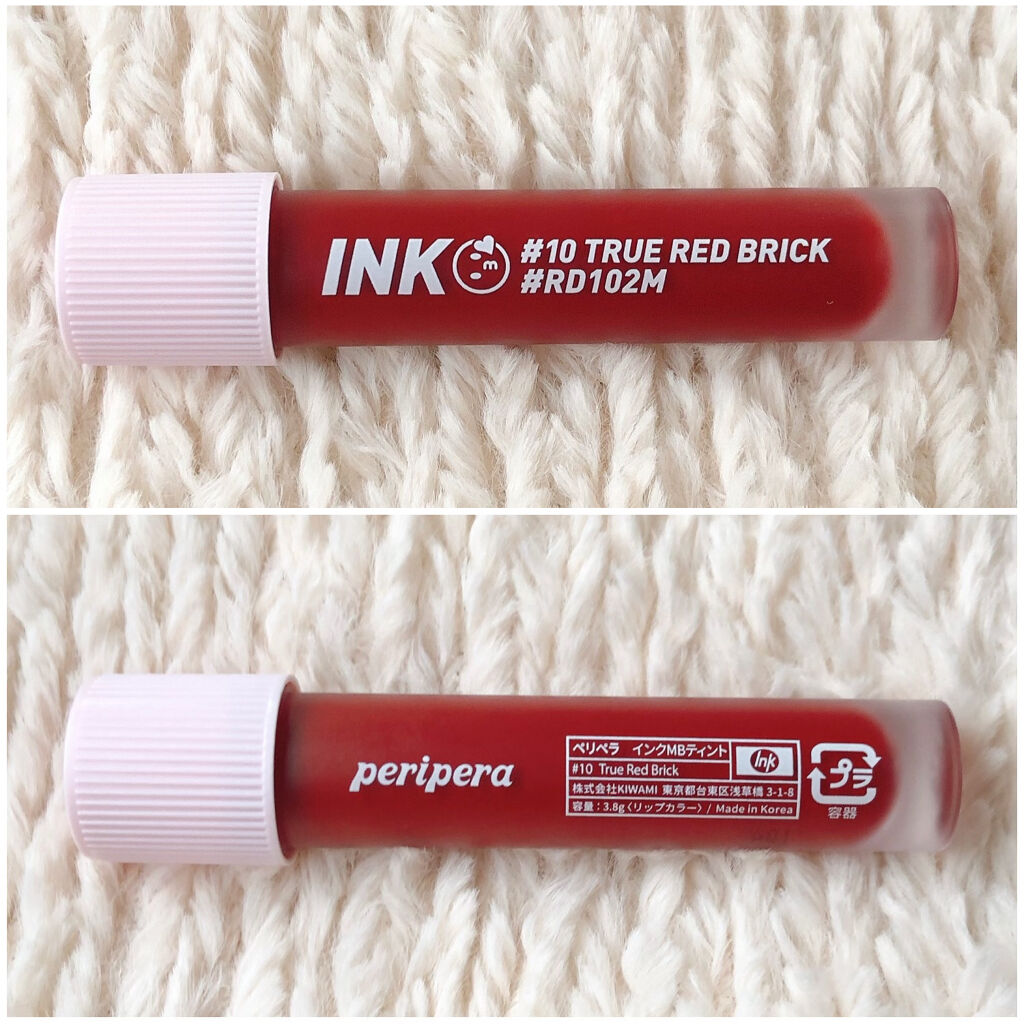 INK m #10 TRUE RED BRICK
#RD102M
peripera
ペリペラ インクMBティント
#10 True Red Brick
Ink
株式会社KIWAMI 東京都台東区浅草橋 3-1-8
容量：3.8g〈リップカラー〉/ Made in Korea
プラ
容器